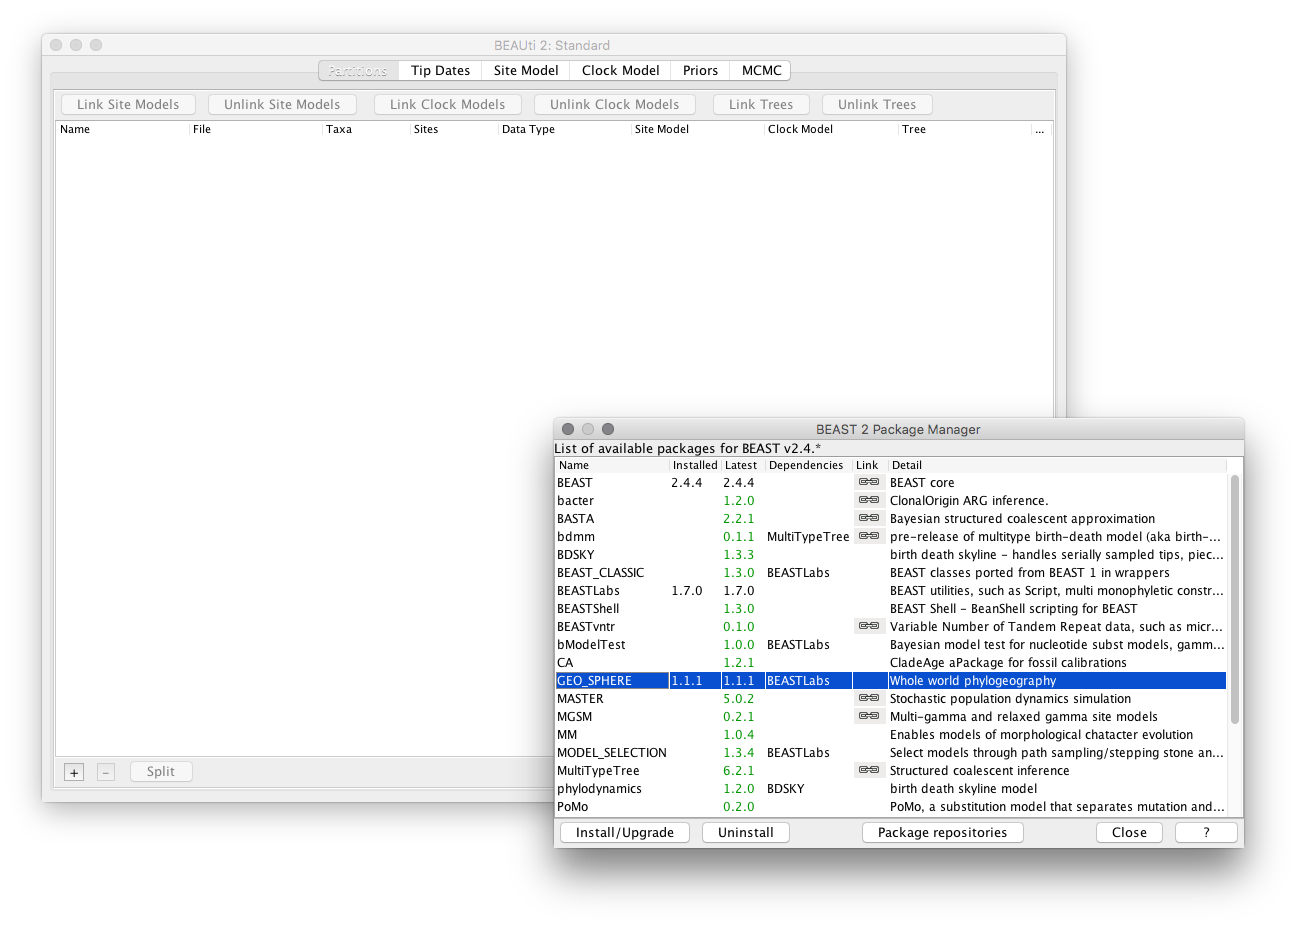 BEAUti 2: Standard
Partitions Tip Dates Site Model Clock Model Priors MCMC
Link Site Models Unlink Site Models Link Clock Models Unlink Clock Models Link Trees Unlink Trees
Name File Taxa Sites Data Type Site Model Clock Model Tree ...
+ - Split
BEAST 2 Package Manager
List of available packages for BEAST v2.4.*
Name Installed Latest Dependencies Link Detail
BEAST 2.4.4 2.4.4 BEAST core
bacter 1.2.0 ClonalOrigin ARG inference.
BASTA 2.2.1 Bayesian structured coalescent approximation
bdmm 0.1.1 MultiTypeTree pre-release of multitype birth-death model (aka birth-...
BDSKY 1.3.3 birth death skyline - handles serially sampled tips, piec...
BEAST_CLASSIC 1.3.0 BEASTLabs BEAST classes ported from BEAST 1 in wrappers
BEASTLabs 1.7.0 1.7.0 BEAST utilities, such as Script, multi monophyletic constr...
BEASTShell 1.3.0 BEAST Shell - BeanShell scripting for BEAST
BEASTvntr 0.1.0 Variable Number of Tandem Repeat data, such as micr...
bModelTest 1.0.0 BEASTLabs Bayesian model test for nucleotide subst models, gamm...
CA 1.2.1 CladeAge aPackage for fossil calibrations
GEO_SPHERE 1.1.1 1.1.1 BEASTLabs Whole world phylogeography
MASTER 5.0.2 Stochastic population dynamics simulation
MGSM 0.2.1 Multi-gamma and relaxed gamma site models
MM 1.0.4 Enables models of morphological chatacter evolution
MODEL_SELECTION 1.3.4 BEASTLabs Select models through path sampling/stepping stone an...
MultiTypeTree 6.2.1 Structured coalescent inference
phylodynamics 1.2.0 BDSKY birth death skyline model
PoMo 0.2.0 PoMo, a substitution model that separates mutation and...
Install/Upgrade Uninstall Package repositories Close ?